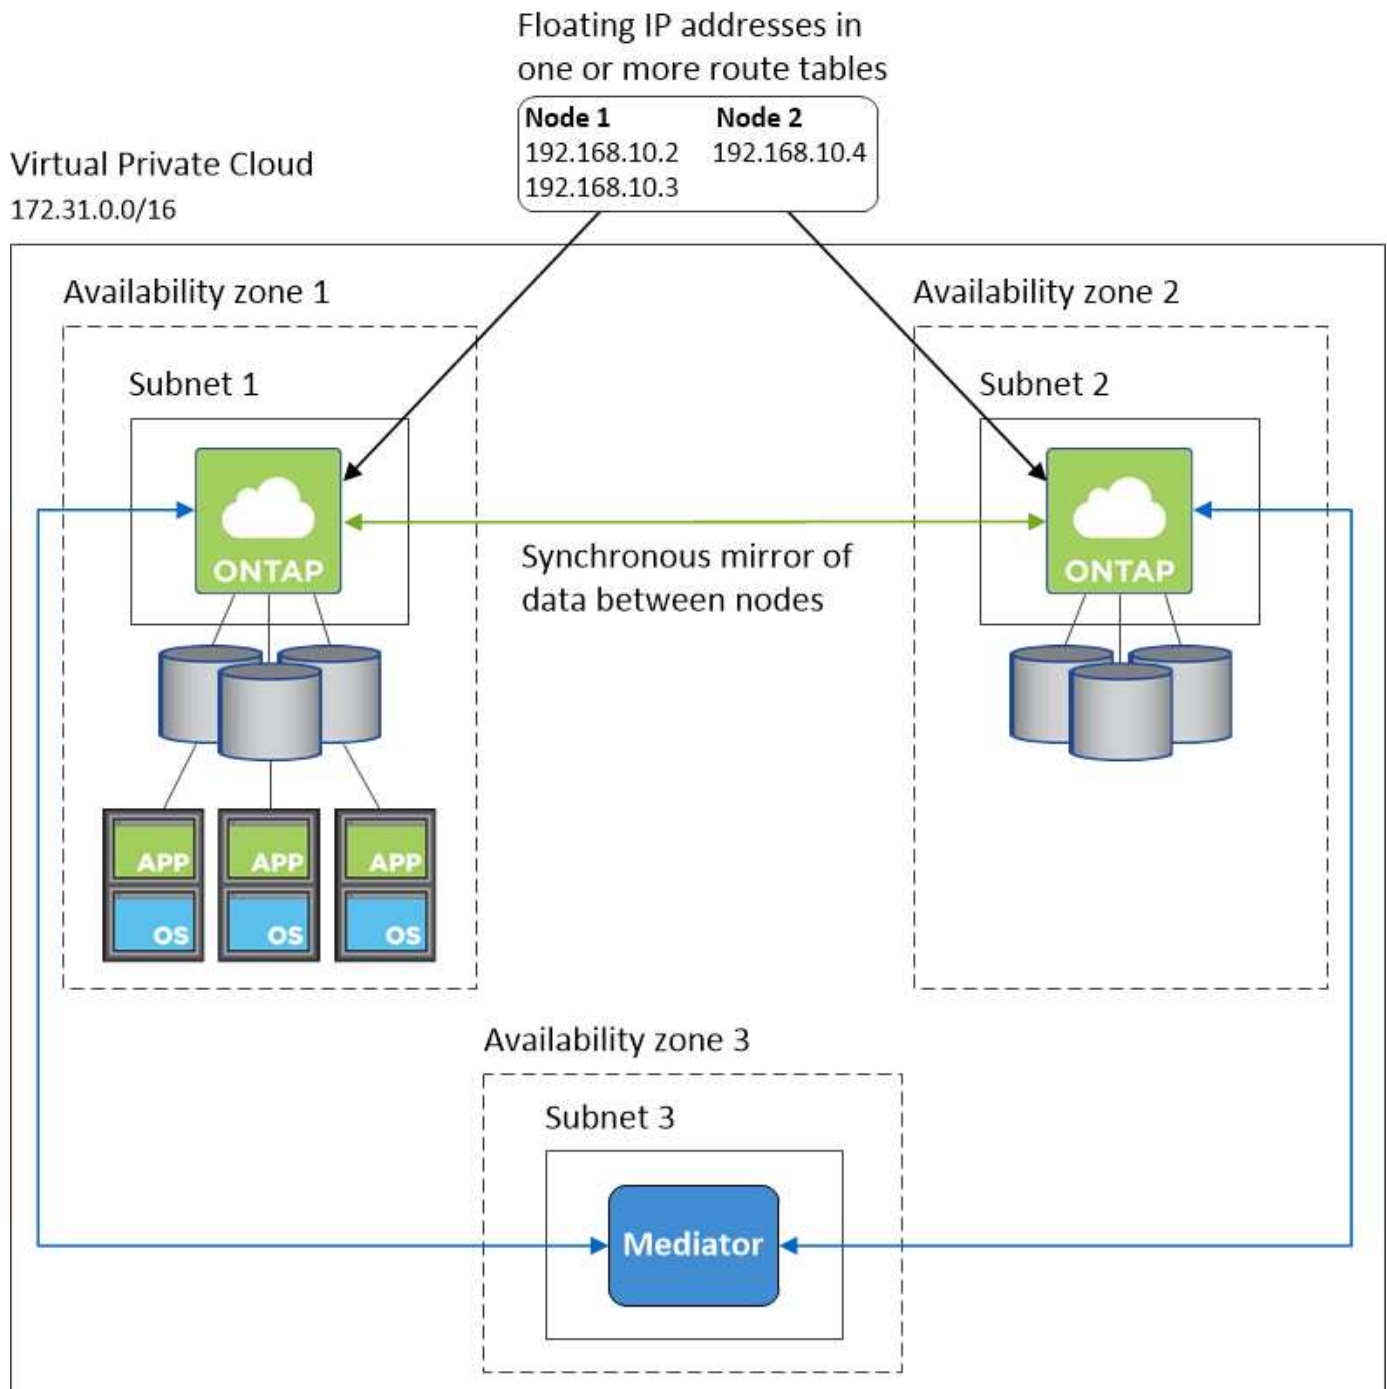 Floating IP addresses in
one or more route tables
Node 1 Node 2
192.168.10.2 192.168.10.4
192.168.10.3
Virtual Private Cloud
172.31.0.0/16
Availability zone 1
Availability zone 2
Subnet 1
Subnet 2
ONTAP
ONTAP
Synchronous mirror of
data between nodes
APP APP APP
OS OS OS
Availability zone 3
Subnet 3
Mediator